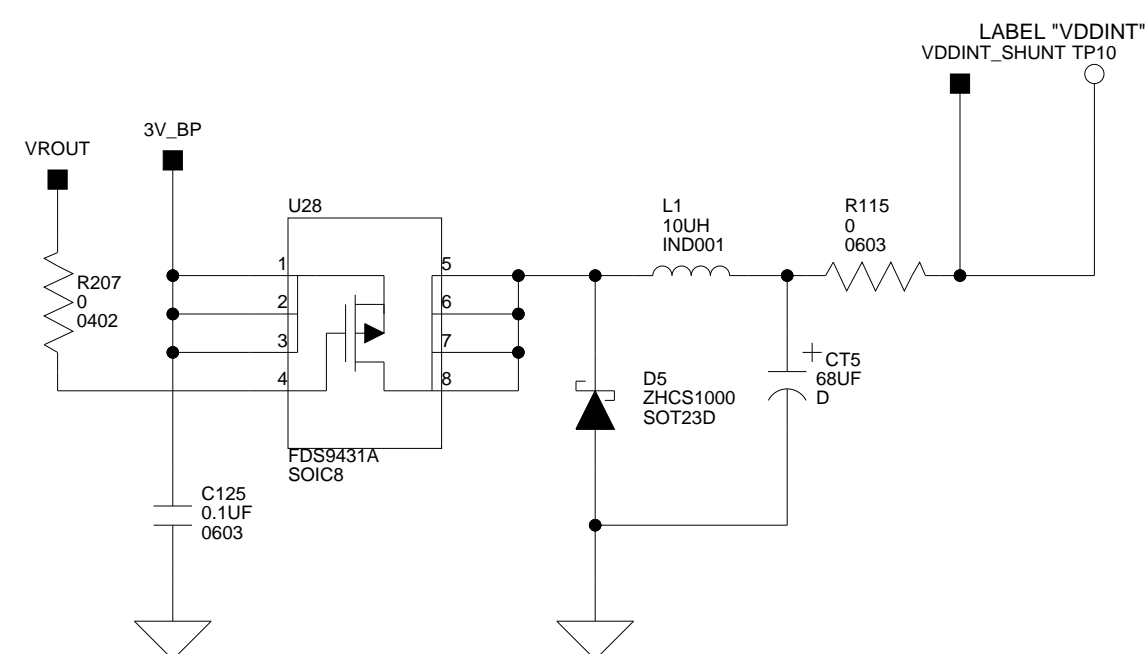 LABEL "VDDINT"
VDDINT_SHUNT TP10
3V_BP
VROUT
U28
L1
10UH
IND001
R115
0
0603
1
5
R207
0
0402
2
6
3
7
4
8
+
CT5
68UF
D
D5
ZHCS1000
SOT23D
FDS9431A
SOIC8
C125
0.1UF
0603